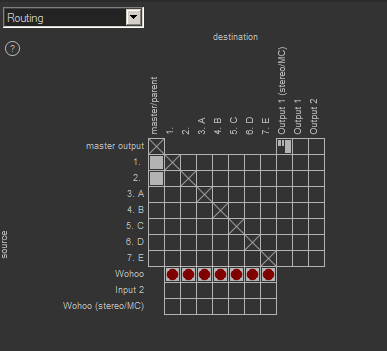 Routing
?
destination
master/parent
1.
2.
3. A
4. B
5. C
6. D
7. E
Output 1 (stereo/MC)
Output 1
Output 2
source
master output
1.
2.
3. A
4. B
5. C
6. D
7. E
Wohoo
Input 2
Wohoo (stereo/MC)